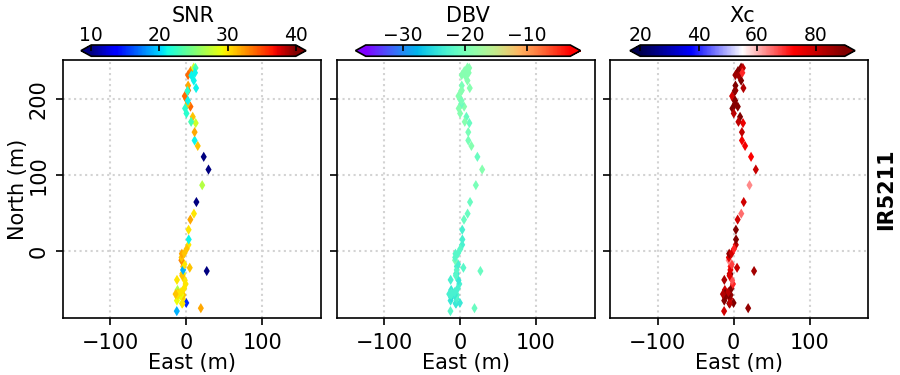 SNR DBV Xc
10 20 30 40 −30 −20 −10 20 40 60 80
200
100
0
North (m)
IR5211
−100 0 100 −100 0 100 −100 0 100
East (m) East (m) East (m)